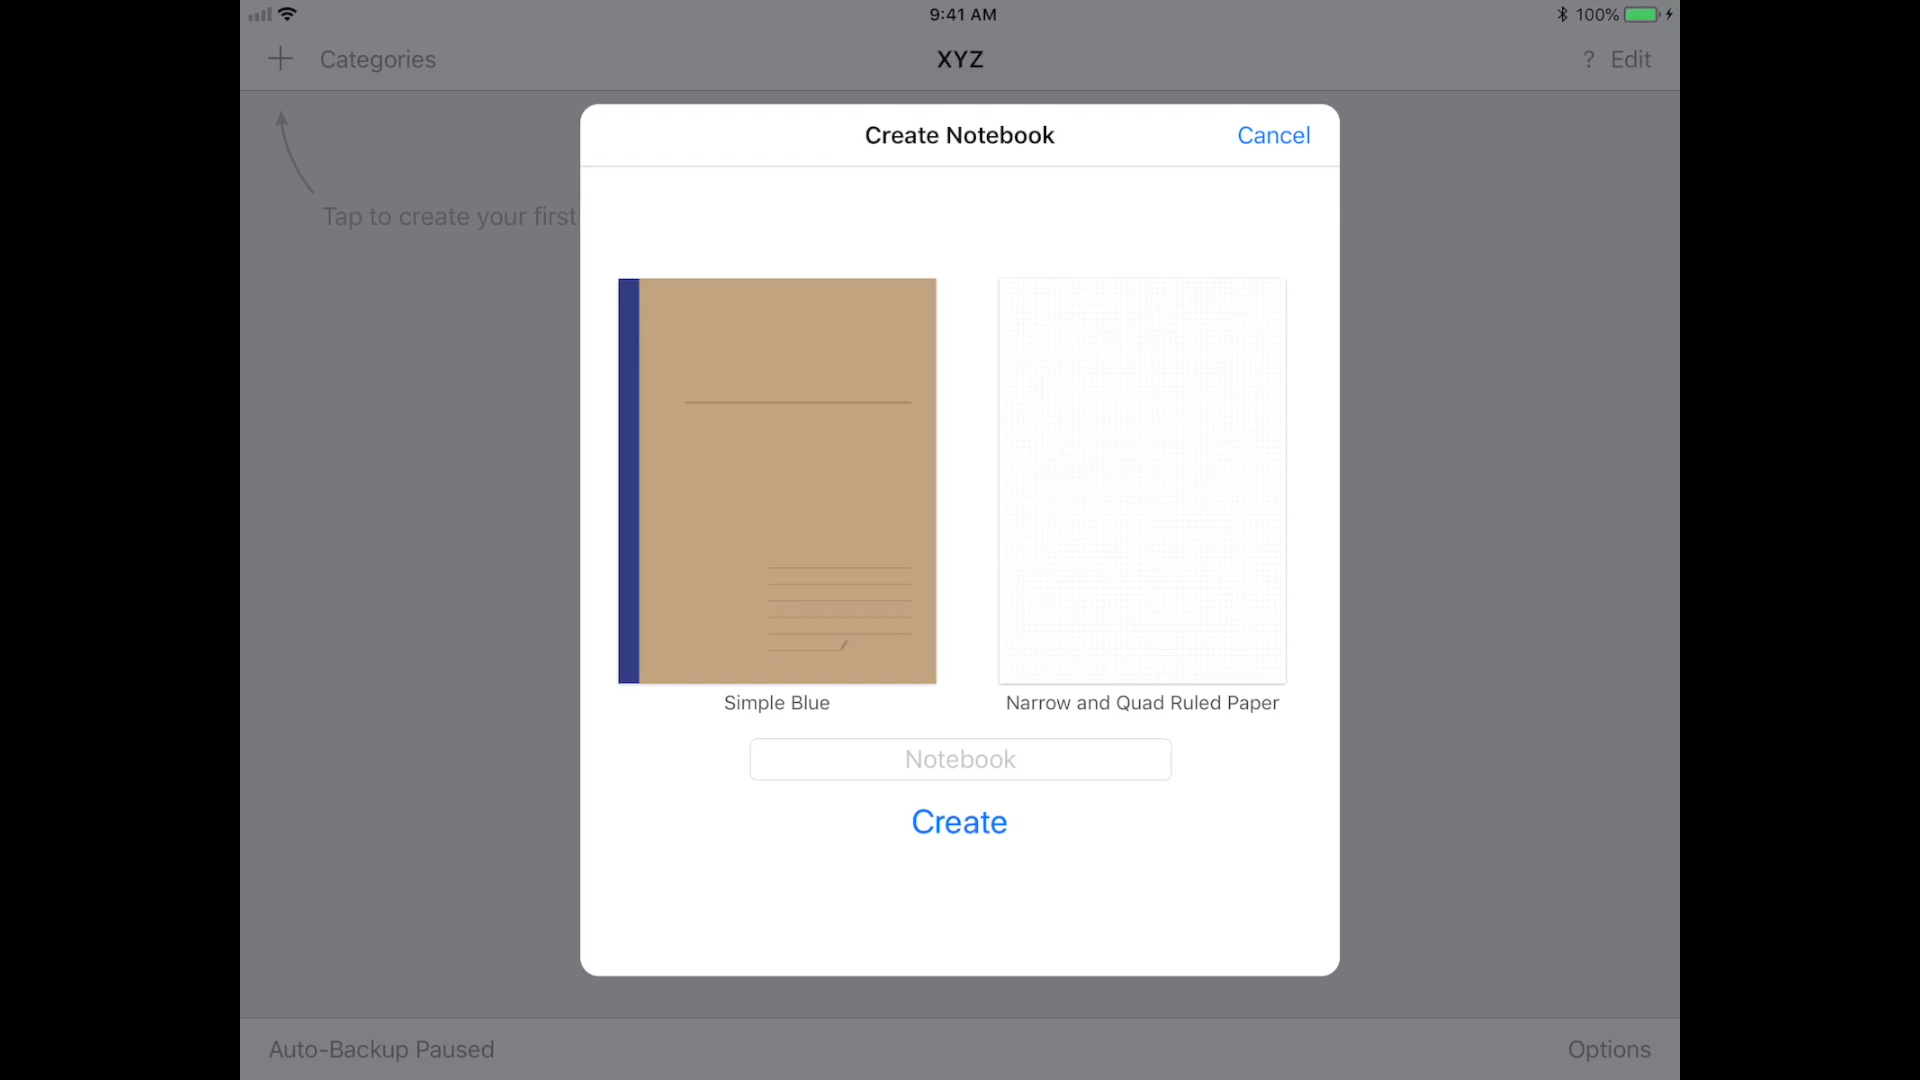 9:41 AM
100%
Categories
XYZ
? Edit
Create Notebook
Cancel
Tap to create your first
Simple Blue
Narrow and Quad Ruled Paper
Notebook
Create
Auto-Backup Paused
Options